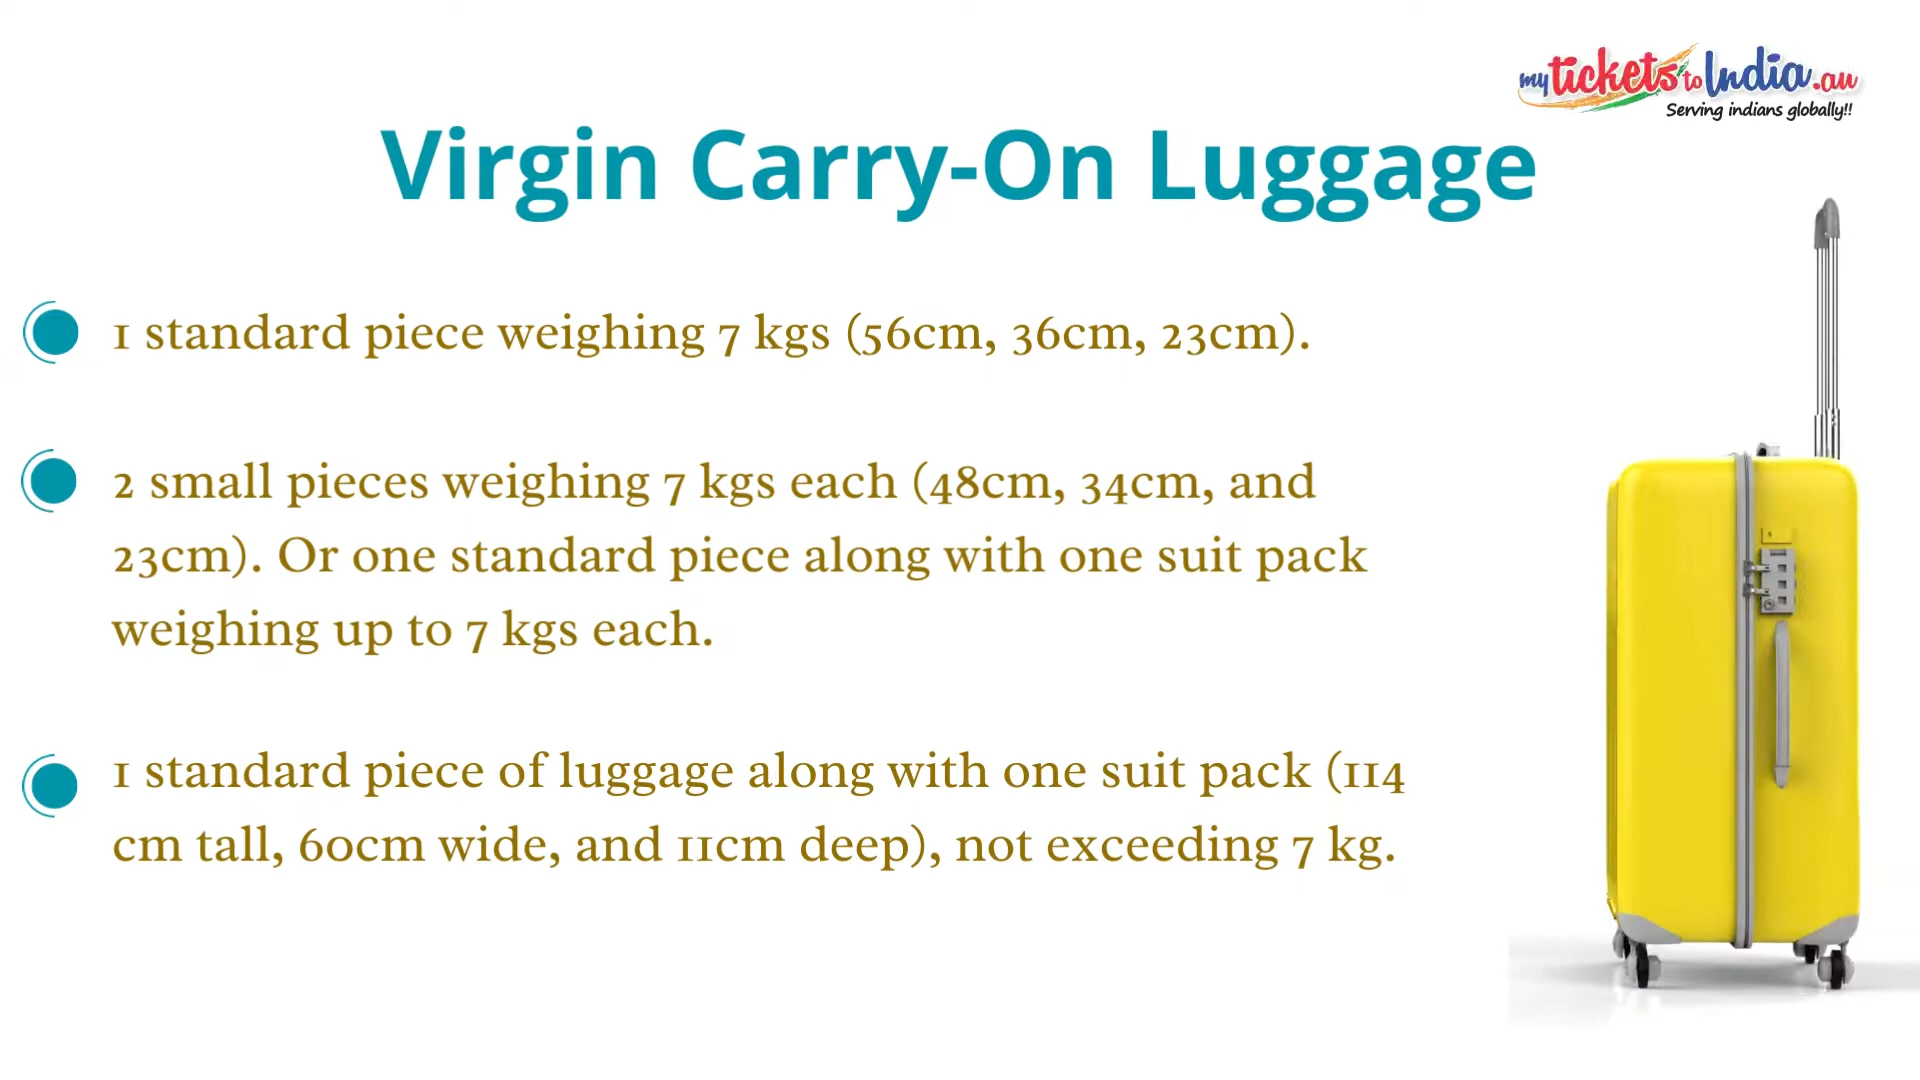 myticketstoIndia.au
Serving indians globally!!
Virgin Carry-On Luggage
1 standard piece weighing 7 kgs (56cm, 36cm, 23cm).
2 small pieces weighing 7 kgs each (48cm, 34cm, and
23cm). Or one standard piece along with one suit pack
weighing up to 7 kgs each.
1 standard piece of luggage along with one suit pack (114
cm tall, 60cm wide, and 11cm deep), not exceeding 7 kg.